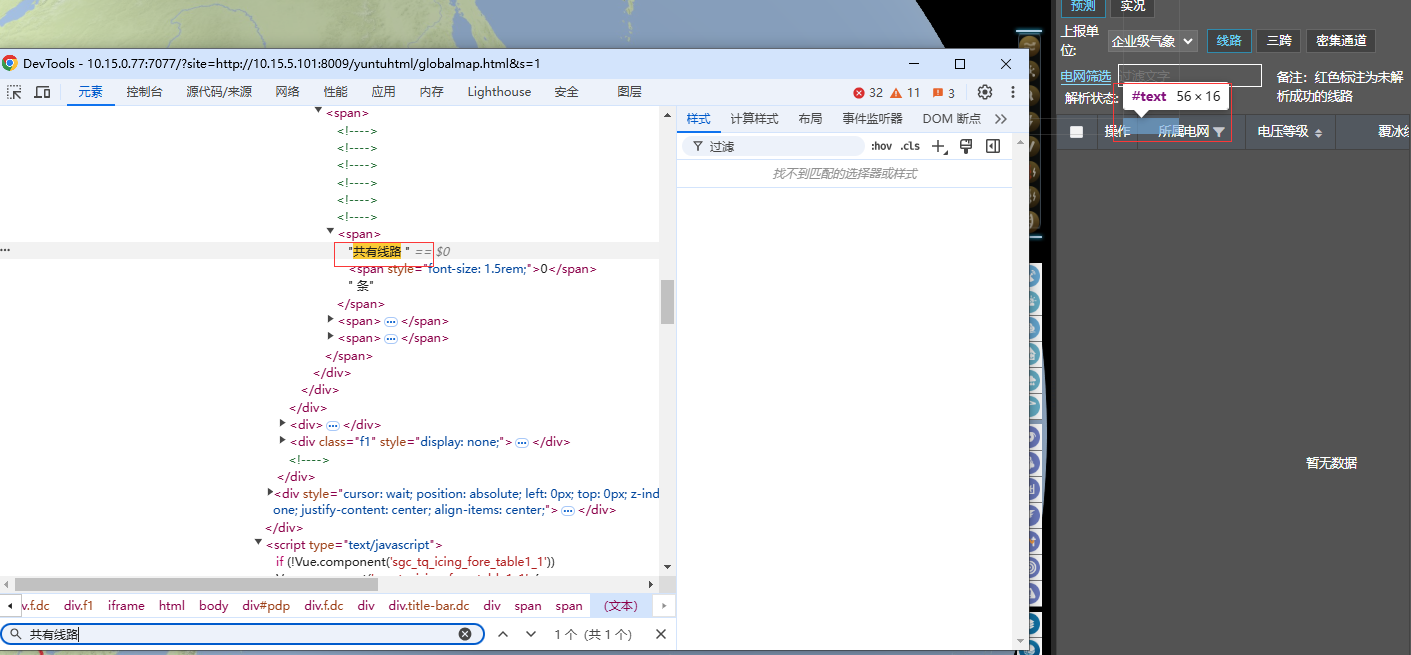 DevTools - 10.15.0.77:7077/?site=http://10.15.5.101:8009/yuntuhtml/globalmap.html&s=1
元素 控制台 源代码/来源 网络 性能 应用 内存 Lighthouse 安全 图层 32 11 3
<span>
<!---->
<!---->
<!---->
<!---->
<!---->
<!---->
<span>
"共有线路 " == $0
<span style="font-size: 1.5rem;">0</span>
" 条"
</span>
<span> … </span>
<span> … </span>
</span>
</div>
</div>
</div>
<div> … </div>
<div class="f1" style="display: none;"> … </div>
<!---->
</div>
<div style="cursor: wait; position: absolute; left: 0px; top: 0px; z-ind
one; justify-content: center; align-items: center;"> … </div>
</div>
<script type="text/javascript">
if (!Vue.component('sgc_tq_icing_fore_table1_1'))
v.f.dc div.f1 iframe html body div#pdp div.f.dc div div.title-bar.dc div span span (文本)
共有线路 1 个 (共 1 个)
样式 计算样式 布局 事件监听器 DOM 断点
过滤 :hov .cls
找不到匹配的选择器或样式
预测 实况
上报单位: 企业级气象 线路 三跨 密集通道
电网筛选 过滤文字 备注：红色标注为未解
析成功的线路
解析状态:
#text 56 × 16
操作 所属电网 电压等级 覆冰
暂无数据